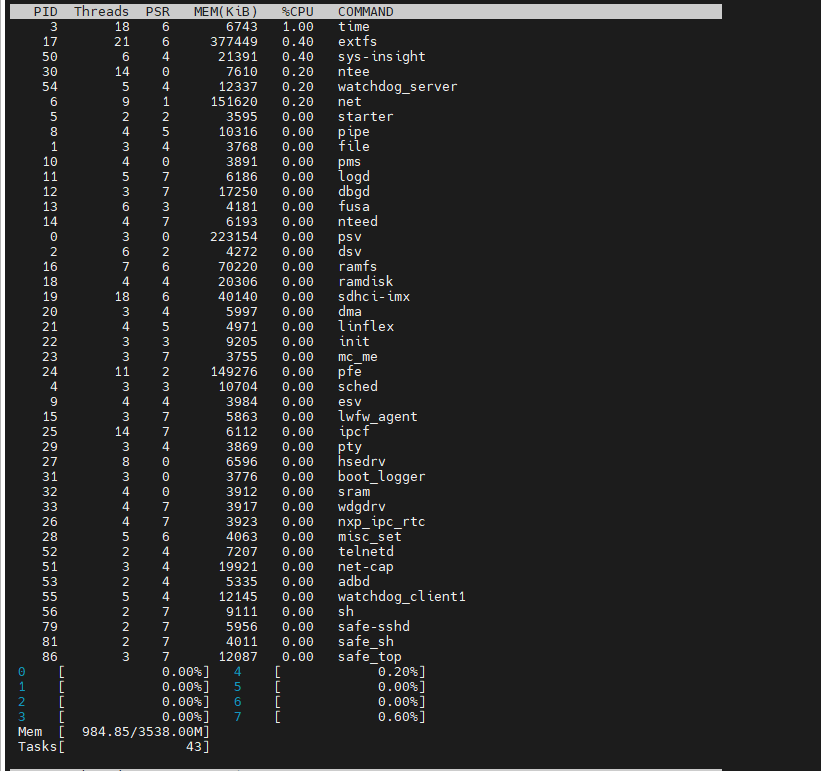 PID Threads PSR MEM(KiB) %CPU COMMAND
3 18 6 6743 1.00 time
17 21 6 377449 0.40 extfs
50 6 4 21391 0.40 sys-insight
30 14 0 7610 0.20 ntee
54 5 4 12337 0.20 watchdog_server
6 9 1 151620 0.20 net
5 2 2 3595 0.00 starter
8 4 5 10316 0.00 pipe
1 3 4 3768 0.00 file
10 4 0 3891 0.00 pms
11 5 7 6186 0.00 logd
12 3 7 17250 0.00 dbgd
13 6 3 4181 0.00 fusa
14 4 7 6193 0.00 nteed
0 3 0 223154 0.00 psv
2 6 2 4272 0.00 dsv
16 7 6 70220 0.00 ramfs
18 4 4 20306 0.00 ramdisk
19 18 6 40140 0.00 sdhci-imx
20 3 4 5997 0.00 dma
21 4 5 4971 0.00 linflex
22 3 3 9205 0.00 init
23 3 7 3755 0.00 mc_me
24 11 2 149276 0.00 pfe
4 3 3 10704 0.00 sched
9 4 4 3984 0.00 esv
15 3 7 5863 0.00 lwfw_agent
25 14 7 6112 0.00 ipcf
29 3 4 3869 0.00 pty
27 8 0 6596 0.00 hsedrv
31 3 0 3776 0.00 boot_logger
32 4 0 3912 0.00 sram
33 4 7 3917 0.00 wdgdrv
26 4 7 3923 0.00 nxp_ipc_rtc
28 5 6 4063 0.00 misc_set
52 2 4 7207 0.00 telnetd
51 3 4 19921 0.00 net-cap
53 2 4 5335 0.00 adbd
55 5 4 12145 0.00 watchdog_client1
56 2 7 9111 0.00 sh
79 2 7 5956 0.00 safe-sshd
81 2 7 4011 0.00 safe_sh
86 3 7 12087 0.00 safe_top
0 [ 0.00%] 4 [ 0.20%]
1 [ 0.00%] 5 [ 0.00%]
2 [ 0.00%] 6 [ 0.00%]
3 [ 0.00%] 7 [ 0.60%]
Mem [ 984.85/3538.00M]
Tasks[ 43]